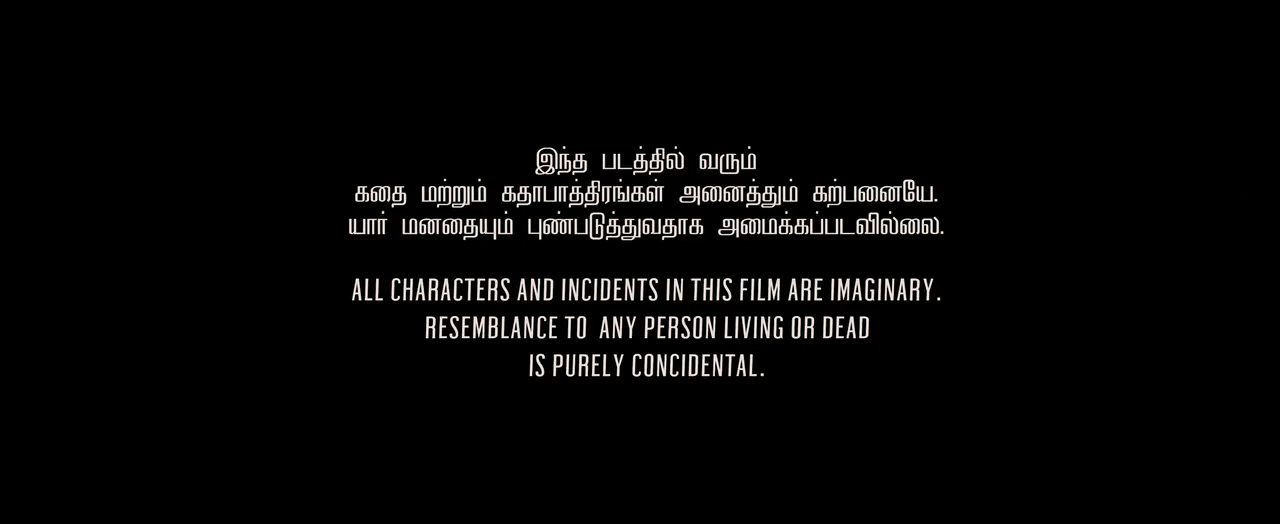 இந்த படத்தில் வரும்
கதை மற்றும் கதாபாத்திரங்கள் அனைத்தும் கற்பனையே.
யார் மனதையும் புண்படுத்துவதாக அமைக்கப்படவில்லை.
ALL CHARACTERS AND INCIDENTS IN THIS FILM ARE IMAGINARY.
RESEMBLANCE TO ANY PERSON LIVING OR DEAD
IS PURELY CONCIDENTAL.